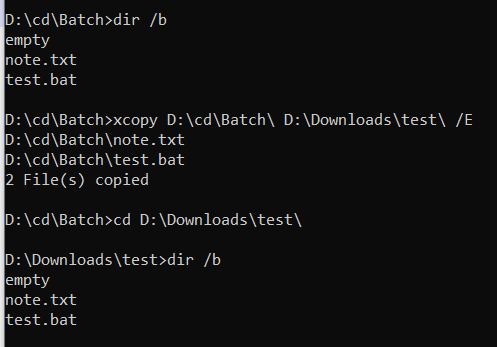 D:\cd\Batch>dir /b
empty
note.txt
test.bat
D:\cd\Batch>xcopy D:\cd\Batch\ D:\Downloads\test\ /E
D:\cd\Batch\note.txt
D:\cd\Batch\test.bat
2 File(s) copied
D:\cd\Batch>cd D:\Downloads\test\
D:\Downloads\test>dir /b
empty
note.txt
test.bat